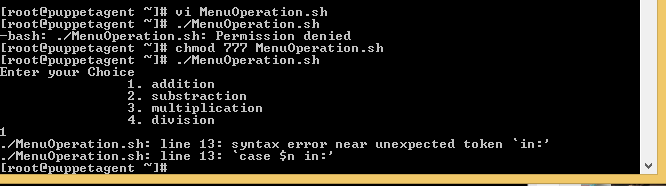 [root@puppetagent ~]# vi MenuOperation.sh
[root@puppetagent ~]# ./MenuOperation.sh
-bash: ./MenuOperation.sh: Permission denied
[root@puppetagent ~]# chmod 777 MenuOperation.sh
[root@puppetagent ~]# ./MenuOperation.sh
Enter your Choice
1. addition
2. substraction
3. multiplication
4. division
1
./MenuOperation.sh: line 13: syntax error near unexpected token `in:'
./MenuOperation.sh: line 13: `case $n in:'
[root@puppetagent ~]#